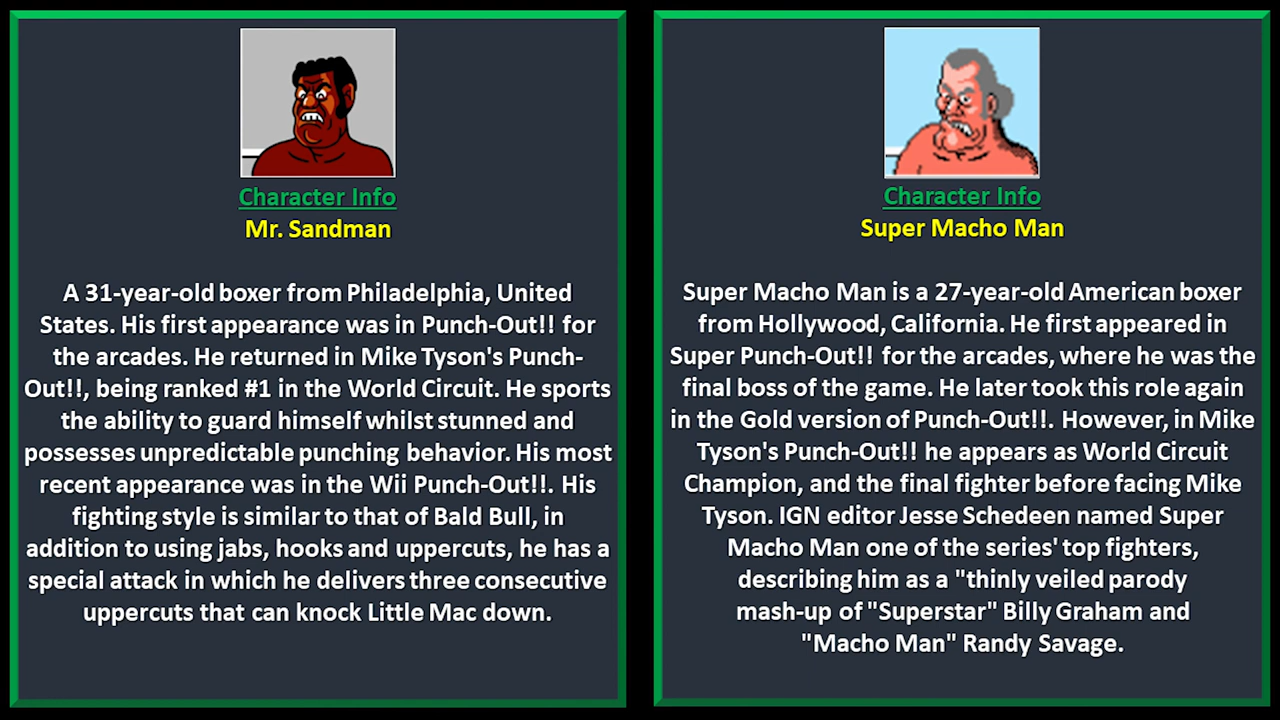 Character Info
Mr. Sandman
A 31-year-old boxer from Philadelphia, United
States. His first appearance was in Punch-Out!! for
the arcades. He returned in Mike Tyson's Punch-
Out!!, being ranked #1 in the World Circuit. He sports
the ability to guard himself whilst stunned and
possesses unpredictable punching behavior. His most
recent appearance was in the Wii Punch-Out!!. His
fighting style is similar to that of Bald Bull, in
addition to using jabs, hooks and uppercuts, he has a
special attack in which he delivers three consecutive
uppercuts that can knock Little Mac down.
Character Info
Super Macho Man
Super Macho Man is a 27-year-old American boxer
from Hollywood, California. He first appeared in
Super Punch-Out!! for the arcades, where he was the
final boss of the game. He later took this role again
in the Gold version of Punch-Out!!. However, in Mike
Tyson's Punch-Out!! he appears as World Circuit
Champion, and the final fighter before facing Mike
Tyson. IGN editor Jesse Schedeen named Super
Macho Man one of the series' top fighters,
describing him as a "thinly veiled parody
mash-up of "Superstar" Billy Graham and
"Macho Man" Randy Savage.